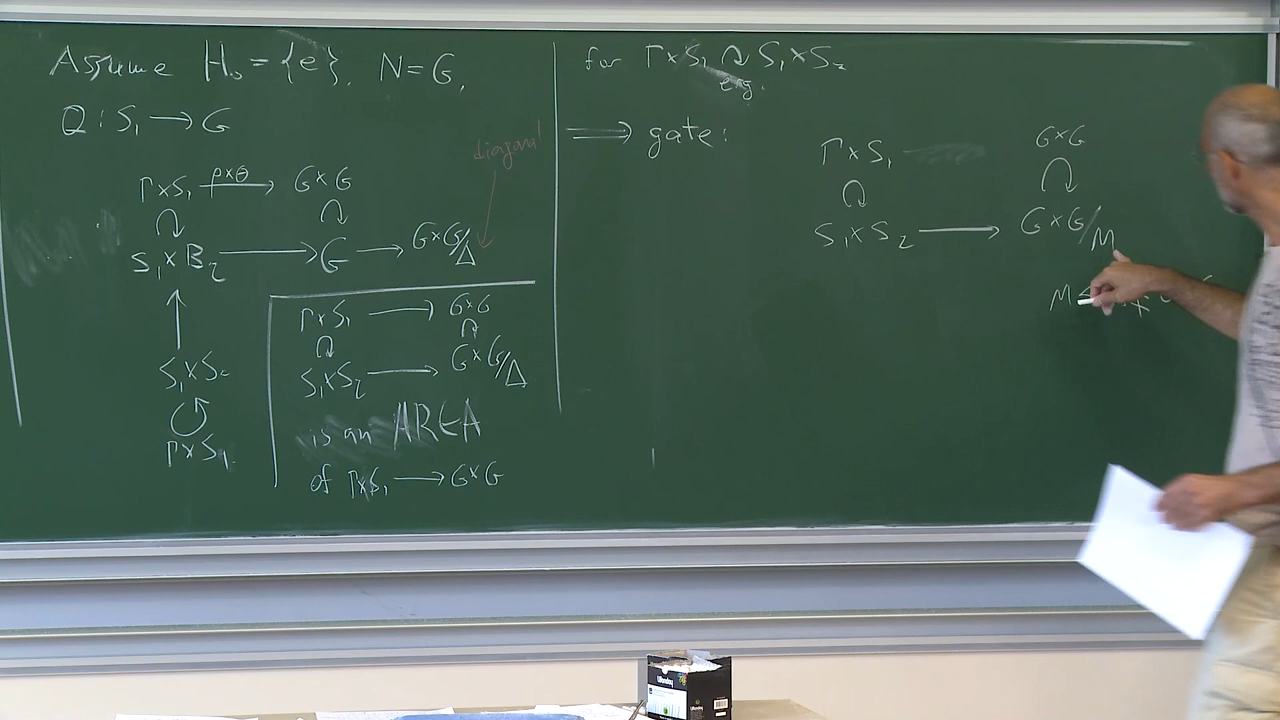 Assume H₀ = {e}, N = G,
Q : S₁ → G
Γ×S₁ →^{ρ×θ} G×G
S₁×B₂ → G → G×G/Δ
diagonal
S₁×S₂
Γ×S₁
Γ×S₁ → G×G
S₁×S₂ → G×G/Δ
is an AREA
of Γ×S₁ → G×G
for Γ×S₁ ↷ S₁×S₂
erg.
⟹ gate:
Γ×S₁ G×G
S₁×S₂ → G×G/M
M